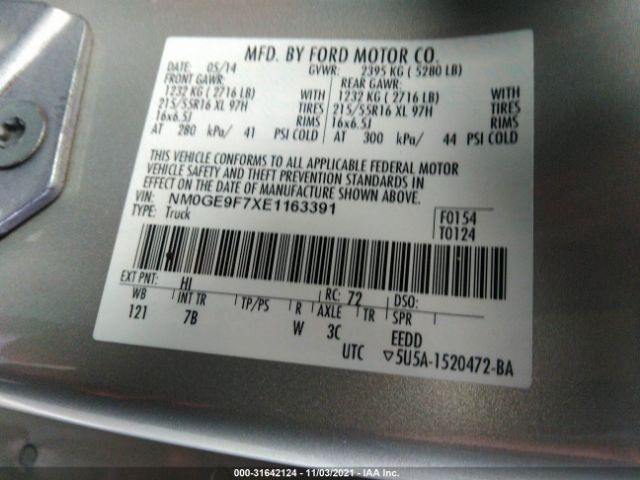 MFD. BY FORD MOTOR CO.
DATE: 05/14 GVWR: 2395 KG ( 5280 LB)
FRONT GAWR: REAR GAWR:
1232 KG ( 2716 LB) WITH 1232 KG ( 2716 LB) WITH
215/55R16 XL 97H TIRES 215/55R16 XL 97H TIRES
16x6.5J RIMS 16x6.5J RIMS
AT 280 kPa/ 41 PSI COLD AT 300 kPa/ 44 PSI COLD
THIS VEHICLE CONFORMS TO ALL APPLICABLE FEDERAL MOTOR
VEHICLE SAFETY AND THEFT PREVENTION STANDARDS IN
EFFECT ON THE DATE OF MANUFACTURE SHOWN ABOVE.
VIN: NM0GE9F7XE1163391
TYPE: Truck
F0154
T0124
EXT PNT: HI RC: 72 DSO:
WB INT TR TP/PS R AXLE TR SPR
121 7B W 3C EEDD
UTC ▽5U5A-1520472-BA
000-31642124 - 11/03/2021 - IAA Inc.